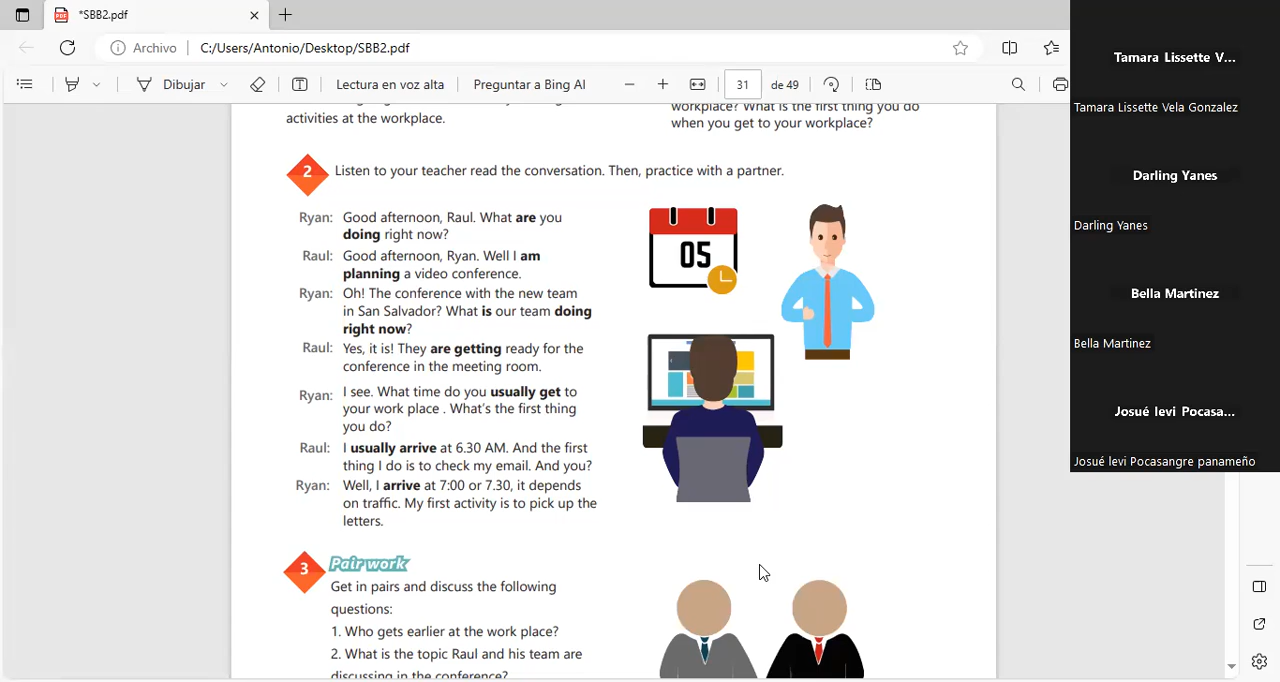 *SBB2.pdf
Archivo
C:/Users/Antonio/Desktop/SBB2.pdf
Dibujar
Lectura en voz alta
Preguntar a Bing AI
31
de 49
activities at the workplace.
workplace? What is the first thing you do
when you get to your workplace?
2
Listen to your teacher read the conversation. Then, practice with a partner.
Ryan: Good afternoon, Raul. What are you
doing right now?
Raul: Good afternoon, Ryan. Well I am
planning a video conference.
Ryan: Oh! The conference with the new team
in San Salvador? What is our team doing
right now?
Raul: Yes, it is! They are getting ready for the
conference in the meeting room.
Ryan: I see. What time do you usually get to
your work place . What's the first thing
you do?
Raul: I usually arrive at 6.30 AM. And the first
thing I do is to check my email. And you?
Ryan: Well, I arrive at 7:00 or 7.30, it depends
on traffic. My first activity is to pick up the
letters.
05
3
Pair work
Get in pairs and discuss the following
questions:
1. Who gets earlier at the work place?
2. What is the topic Raul and his team are
discussing in the conference?
Tamara Lissette V...
Tamara Lissette Vela Gonzalez
Darling Yanes
Darling Yanes
Bella Martinez
Bella Martinez
Josué levi Pocasa...
Josué levi Pocasangre panameño